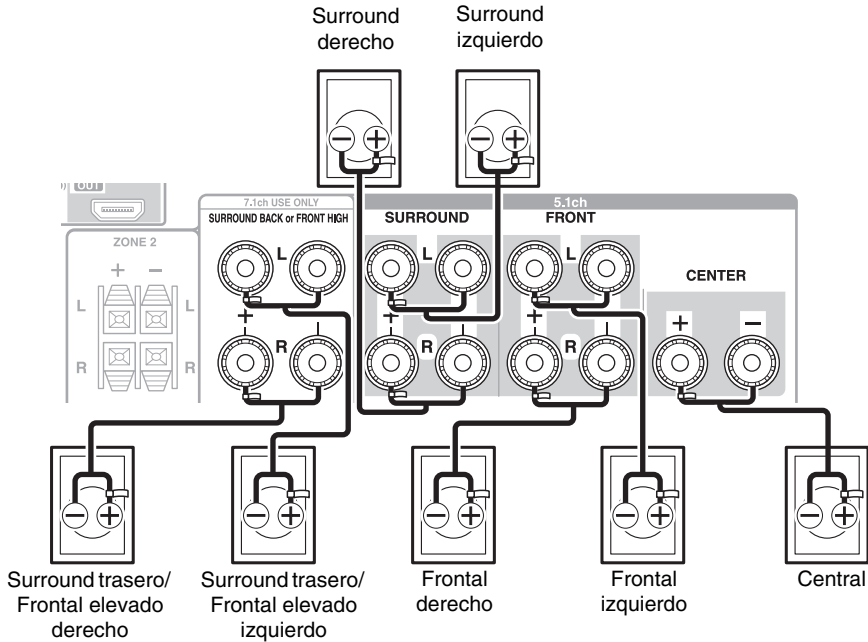 Surround
derecho
Surround
izquierdo
OUT
7.1ch USE ONLY
5.1ch
SURROUND BACK or FRONT HIGH
SURROUND
FRONT
ZONE 2
CENTER
+ −
L
L
L
L
L
+
+
+
+
−
R
R
R
R
R
Surround trasero/
Frontal elevado
derecho
Surround trasero/
Frontal elevado
izquierdo
Frontal
derecho
Frontal
izquierdo
Central